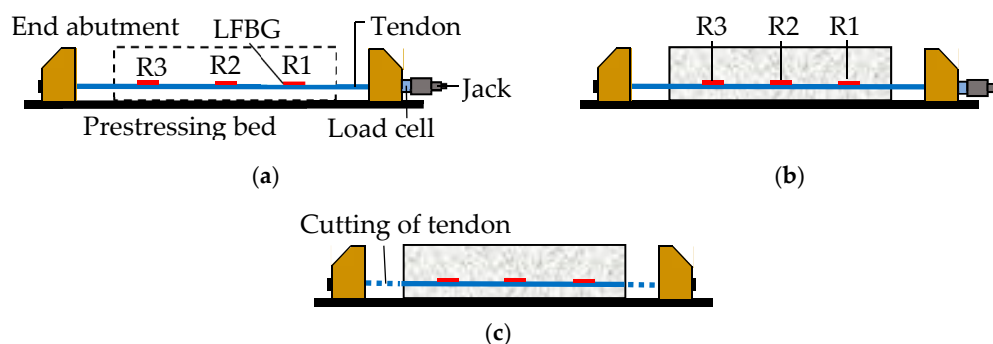 End abutment
LFBG
Tendon
R3 R2 R1
Jack
Load cell
Prestressing bed
(a)
R3 R2 R1
(b)
Cutting of tendon
(c)